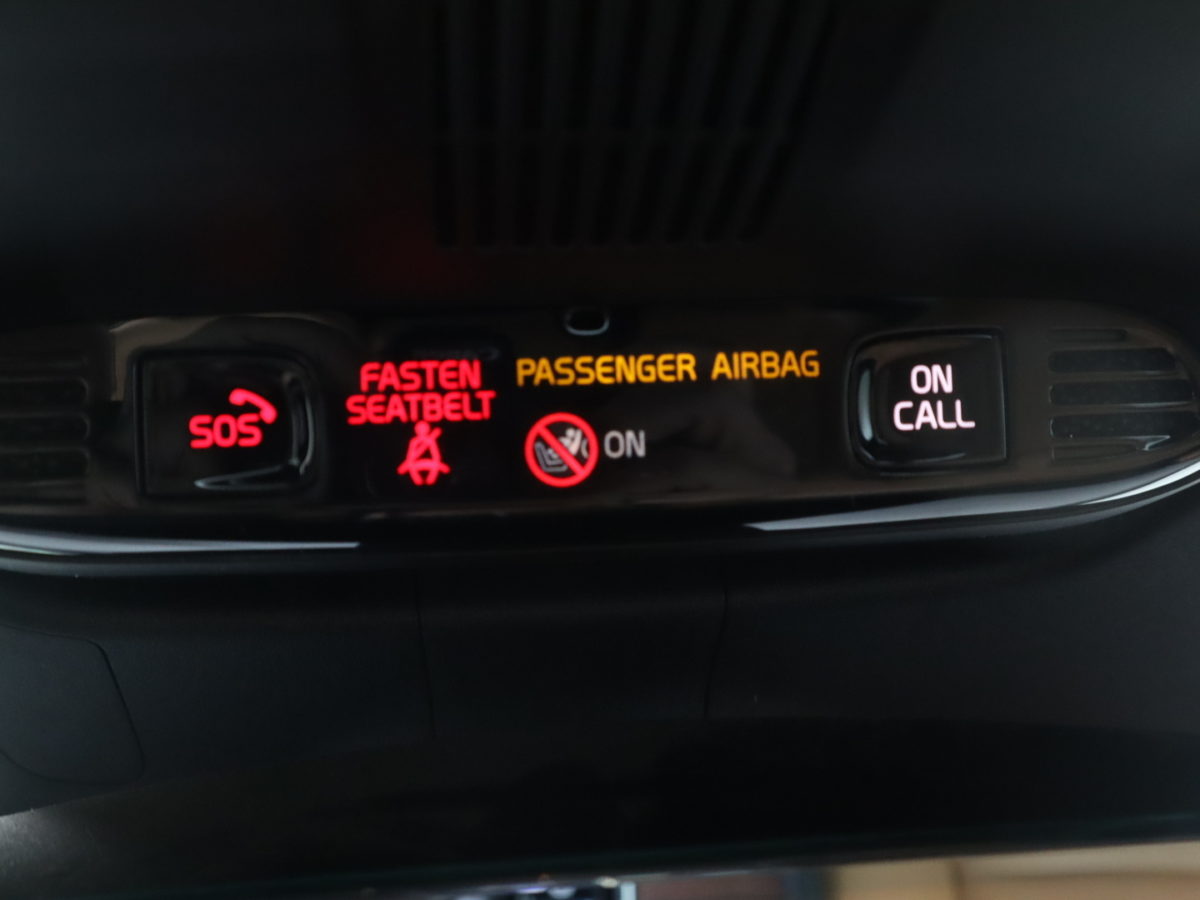 SOS
FASTEN
SEATBELT
PASSENGER AIRBAG
ON
ON
CALL